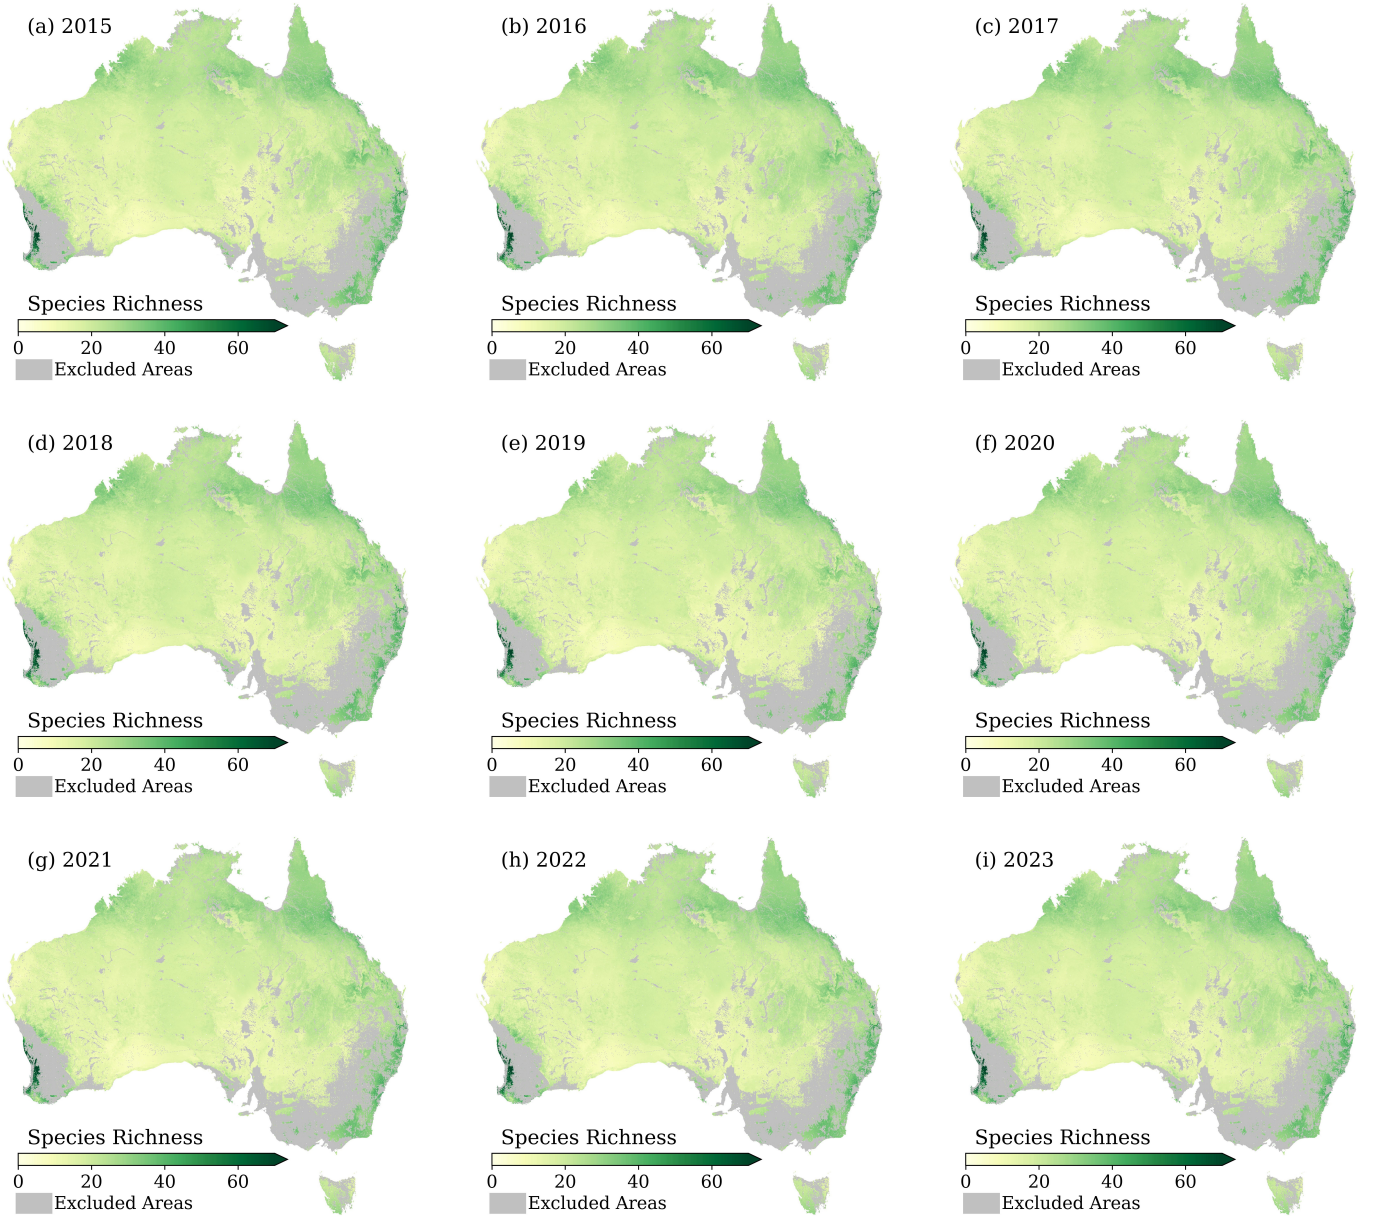 (a) 2015
Species Richness
0 20 40 60
Excluded Areas
(b) 2016
Species Richness
0 20 40 60
Excluded Areas
(c) 2017
Species Richness
0 20 40 60
Excluded Areas
(d) 2018
Species Richness
0 20 40 60
Excluded Areas
(e) 2019
Species Richness
0 20 40 60
Excluded Areas
(f) 2020
Species Richness
0 20 40 60
Excluded Areas
(g) 2021
Species Richness
0 20 40 60
Excluded Areas
(h) 2022
Species Richness
0 20 40 60
Excluded Areas
(i) 2023
Species Richness
0 20 40 60
Excluded Areas